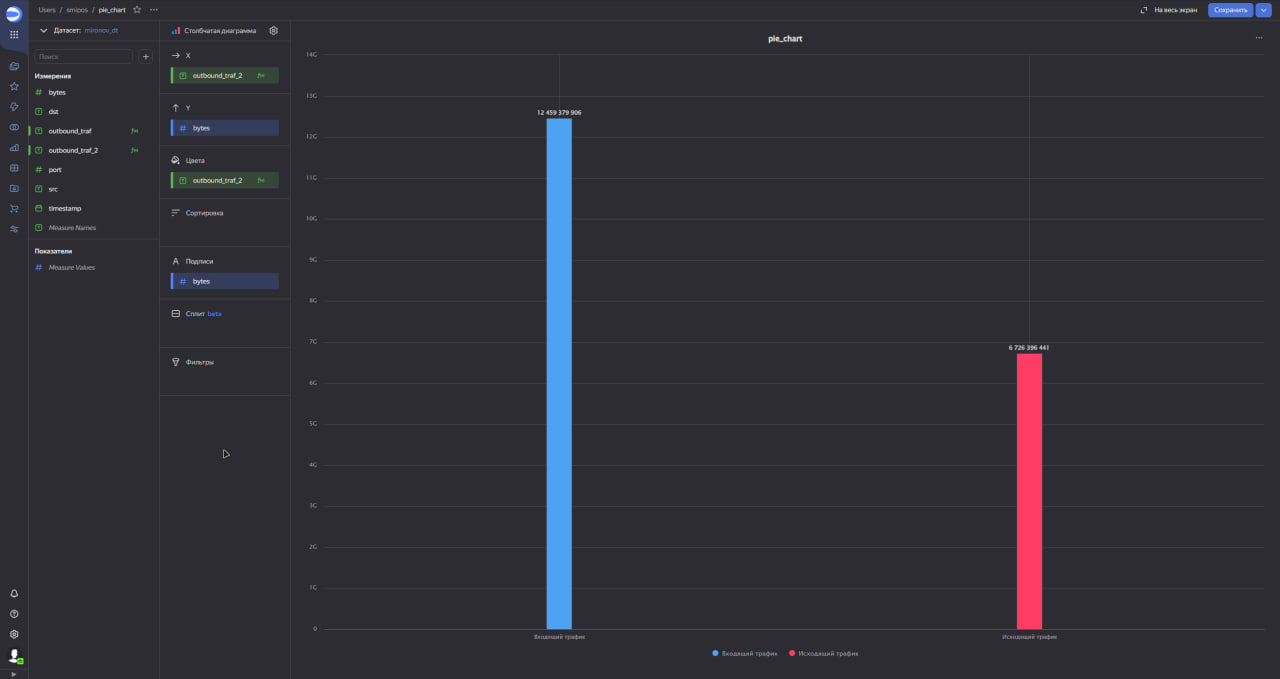 Users / smipos / pie_chart
На весь экран
Сохранить
Датасет: mironov_dt
Поиск
Измерения
bytes
dst
outbound_traf
outbound_traf_2
port
src
timestamp
Measure Names
Показатели
Measure Values
Столбчатая диаграмма
X
outbound_traf_2
Y
bytes
Цвета
outbound_traf_2
Сортировка
Подписи
bytes
Сплит beta
Фильтры
pie_chart
14G
13G
12G
11G
10G
9G
8G
7G
6G
5G
4G
3G
2G
1G
0
12 459 379 906
6 726 396 441
Входящий трафик
Исходящий трафик
Входящий трафик
Исходящий трафик